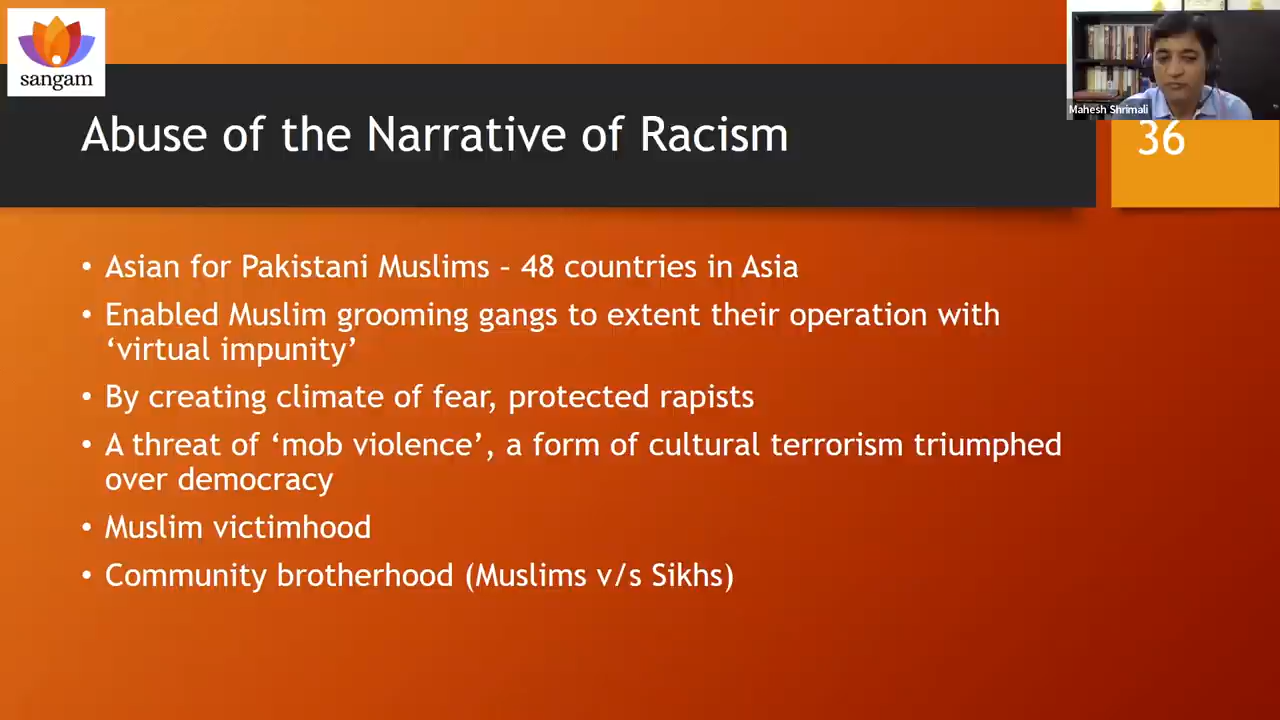 sangam
Mahesh Shrimali
Abuse of the Narrative of Racism
36
• Asian for Pakistani Muslims – 48 countries in Asia
• Enabled Muslim grooming gangs to extent their operation with
‘virtual impunity’
• By creating climate of fear, protected rapists
• A threat of ‘mob violence’, a form of cultural terrorism triumphed
over democracy
• Muslim victimhood
• Community brotherhood (Muslims v/s Sikhs)